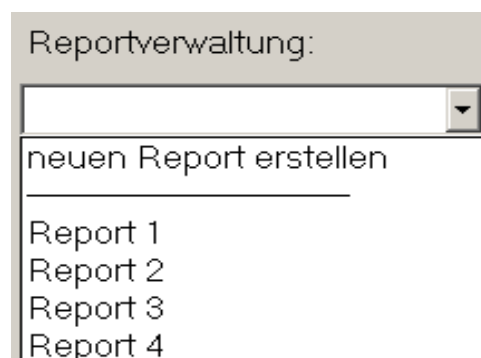 Reportverwaltung:
neuen Report erstellen
Report 1
Report 2
Report 3
Report 4